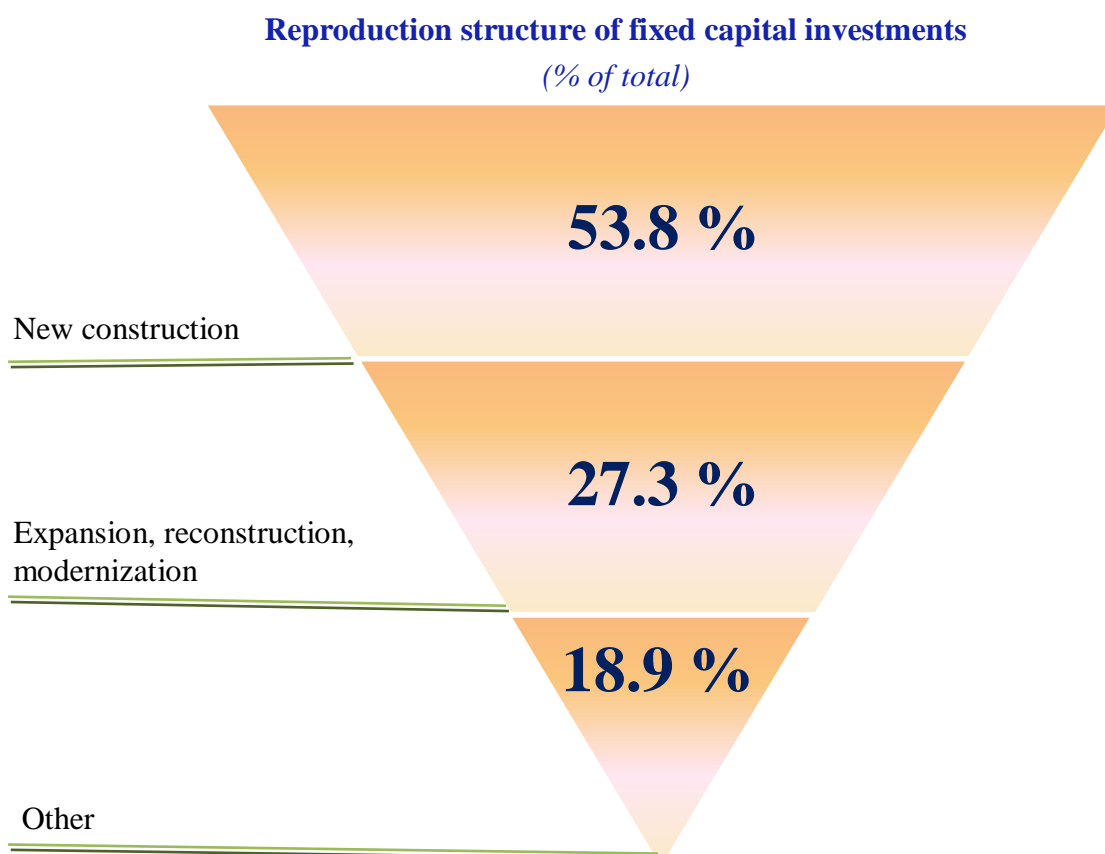 Reproduction structure of fixed capital investments
(% of total)
53.8 %
New construction
27.3 %
Expansion, reconstruction,
modernization
18.9 %
Other